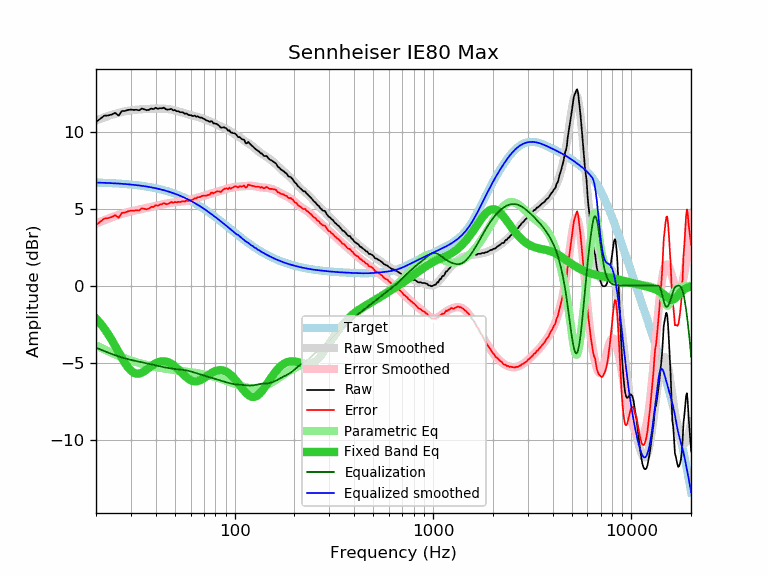 Sennheiser IE80 Max
10
5
0
−5
−10
Amplitude (dBr)
Target
Raw Smoothed
Error Smoothed
Raw
Error
Parametric Eq
Fixed Band Eq
Equalization
Equalized smoothed
100
1000
10000
Frequency (Hz)